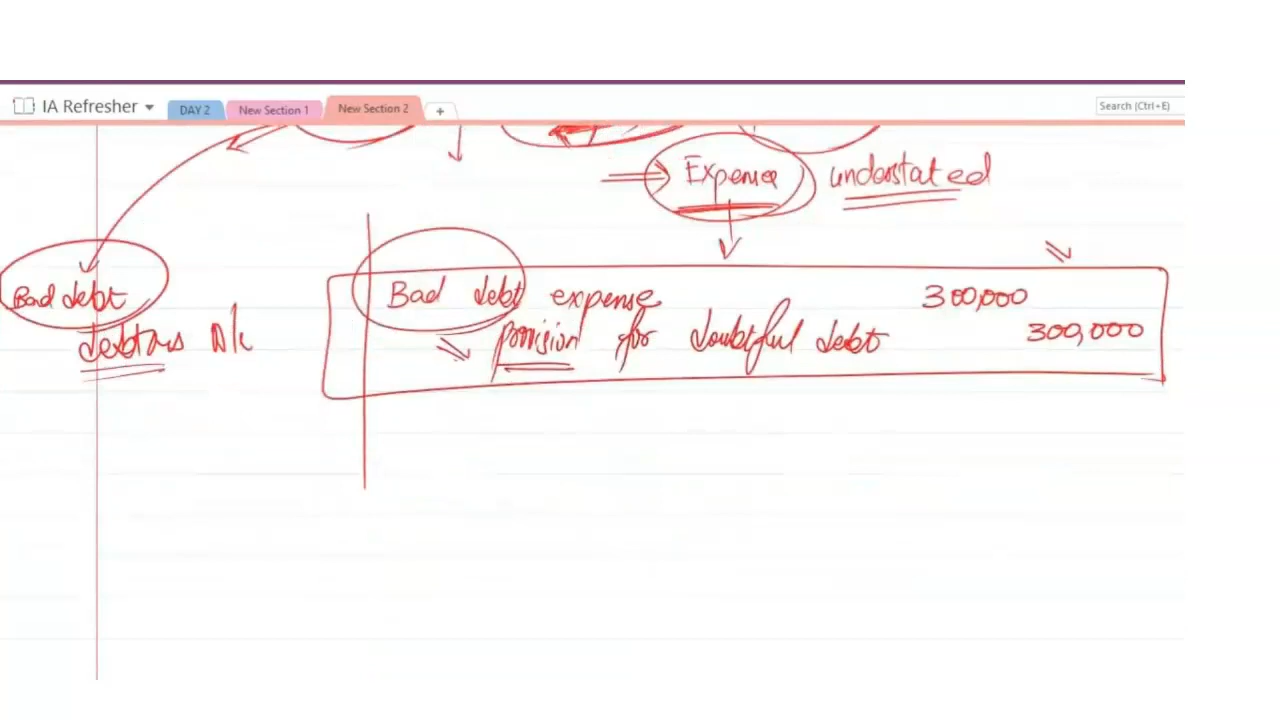 IA Refresher
DAY 2
New Section 1
New Section 2
+
Search (Ctrl+E)
Expense understated
Bad debt
debtors A/c
Bad debt expense 300,000
provision for doubtful debt 300,000